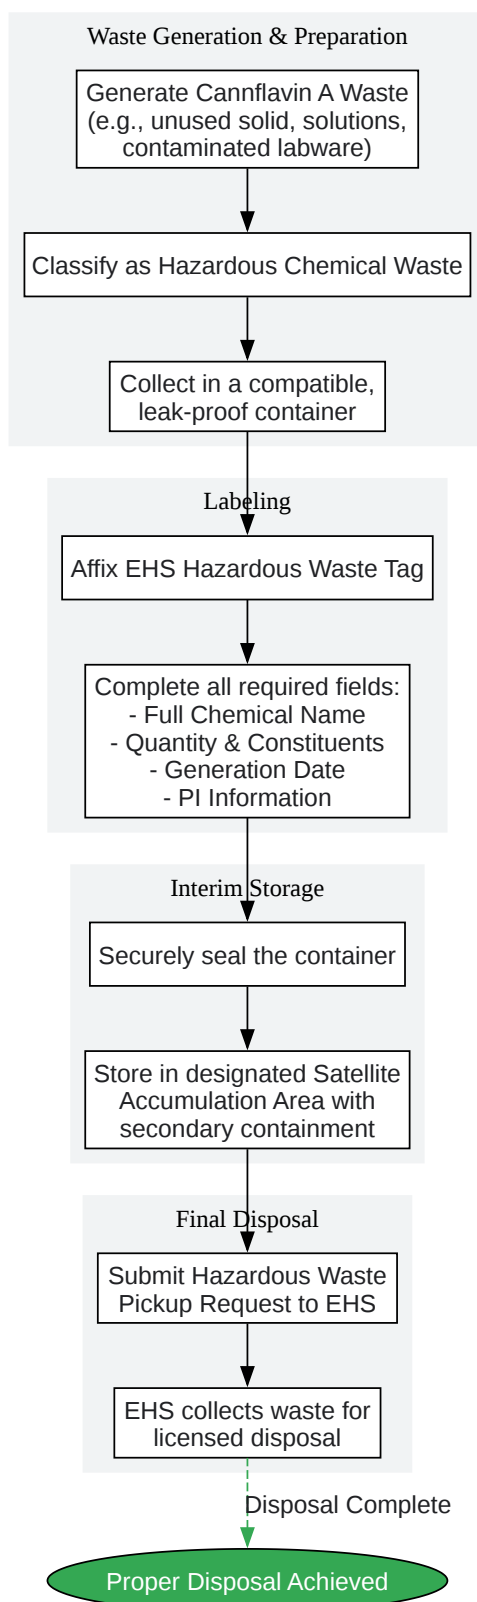 Waste Generation & Preparation
Generate Cannflavin A Waste
(e.g., unused solid, solutions,
contaminated labware)
Classify as Hazardous Chemical Waste
Collect in a compatible,
leak-proof container
Labeling
Affix EHS Hazardous Waste Tag
Complete all required fields:
- Full Chemical Name
- Quantity & Constituents
- Generation Date
- PI Information
Interim Storage
Securely seal the container
Store in designated Satellite
Accumulation Area with
secondary containment
Final Disposal
Submit Hazardous Waste
Pickup Request to EHS
EHS collects waste for
licensed disposal
Disposal Complete
Proper Disposal Achieved